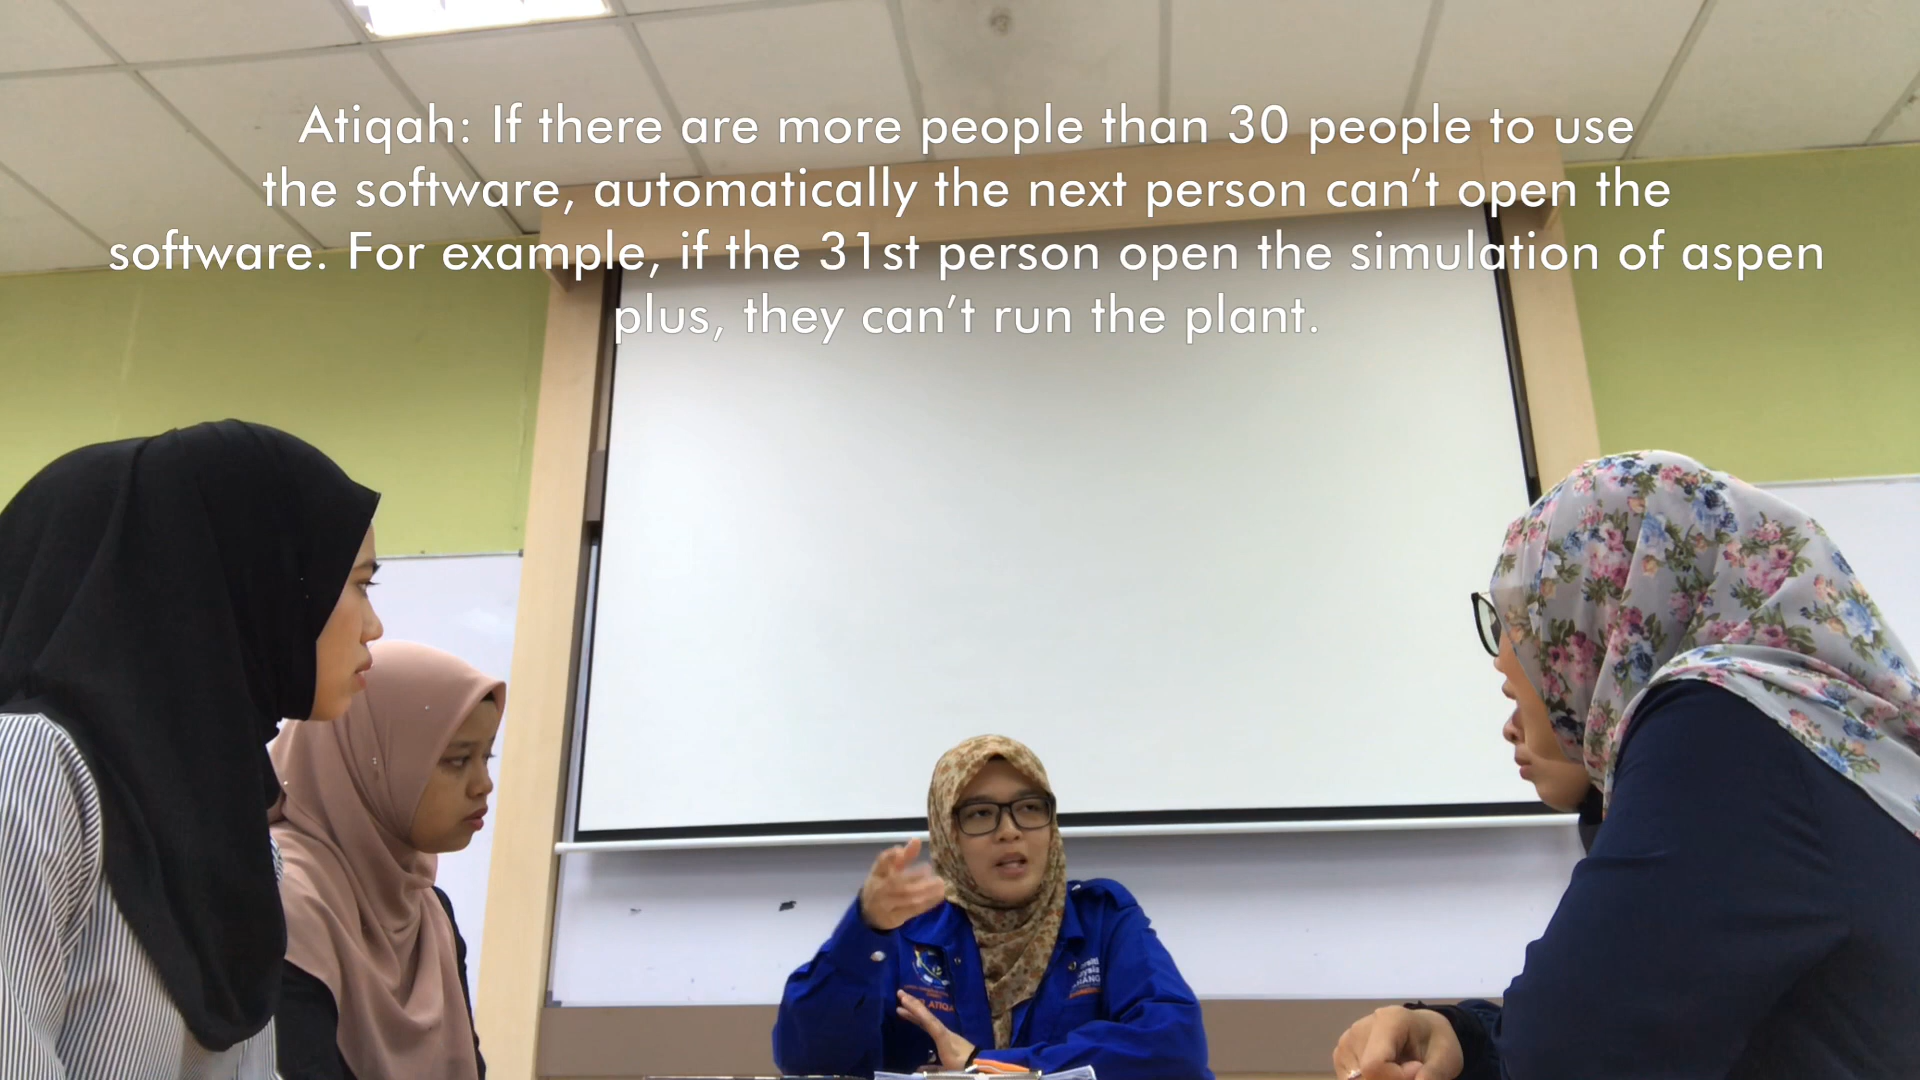 Atiqah: If there are more people than 30 people to use
the software, automatically the next person can’t open the
software. For example, if the 31st person open the simulation of aspen
plus, they can’t run the plant.
ATIQA